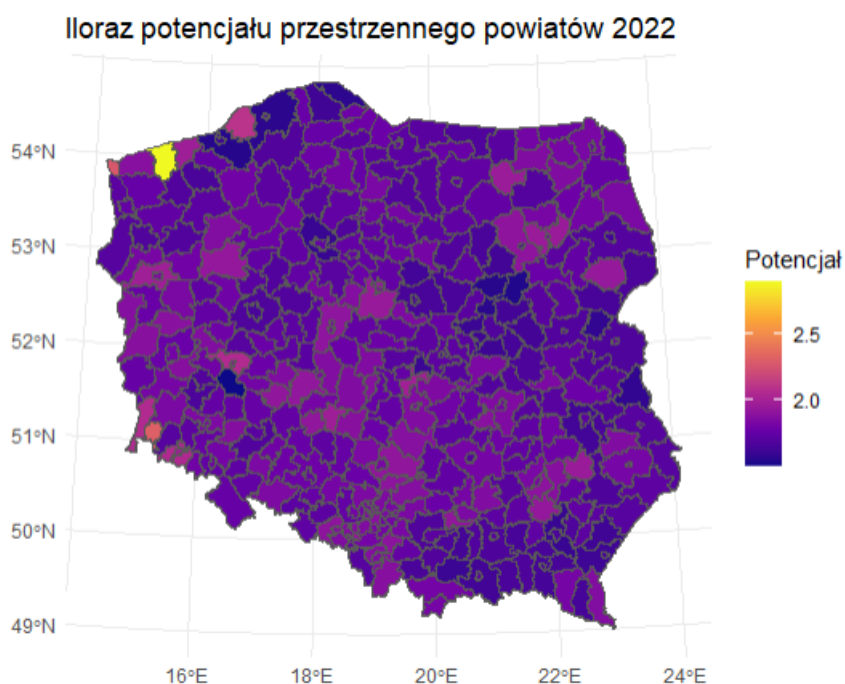 Iloraz potencjału przestrzennego powiatów 2022
54°N
53°N
52°N
51°N
50°N
49°N
16°E
18°E
20°E
22°E
24°E
Potencjał
2.5
2.0